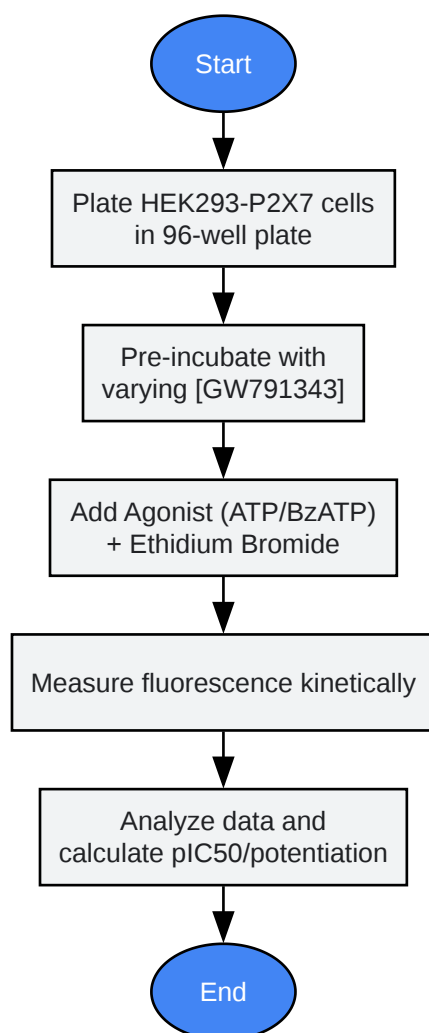 Start
Plate HEK293-P2X7 cells
in 96-well plate
Pre-incubate with
varying [GW791343]
Add Agonist (ATP/BzATP)
+ Ethidium Bromide
Measure fluorescence kinetically
Analyze data and
calculate pIC50/potentiation
End